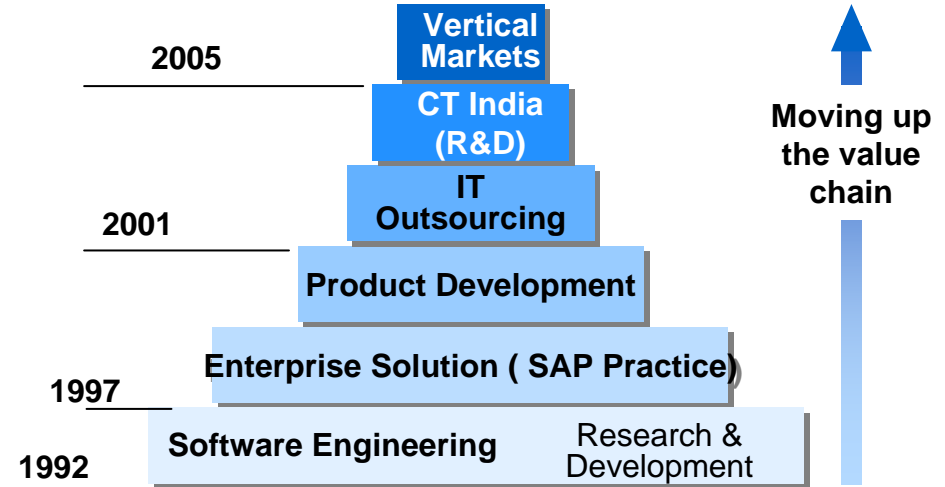 Vertical
Markets
2005
CT India
(R&D)
Moving up
the value
chain
IT
Outsourcing
2001
Product Development
Enterprise Solution ( SAP Practice)
1997
Software Engineering
Research &
Development
1992